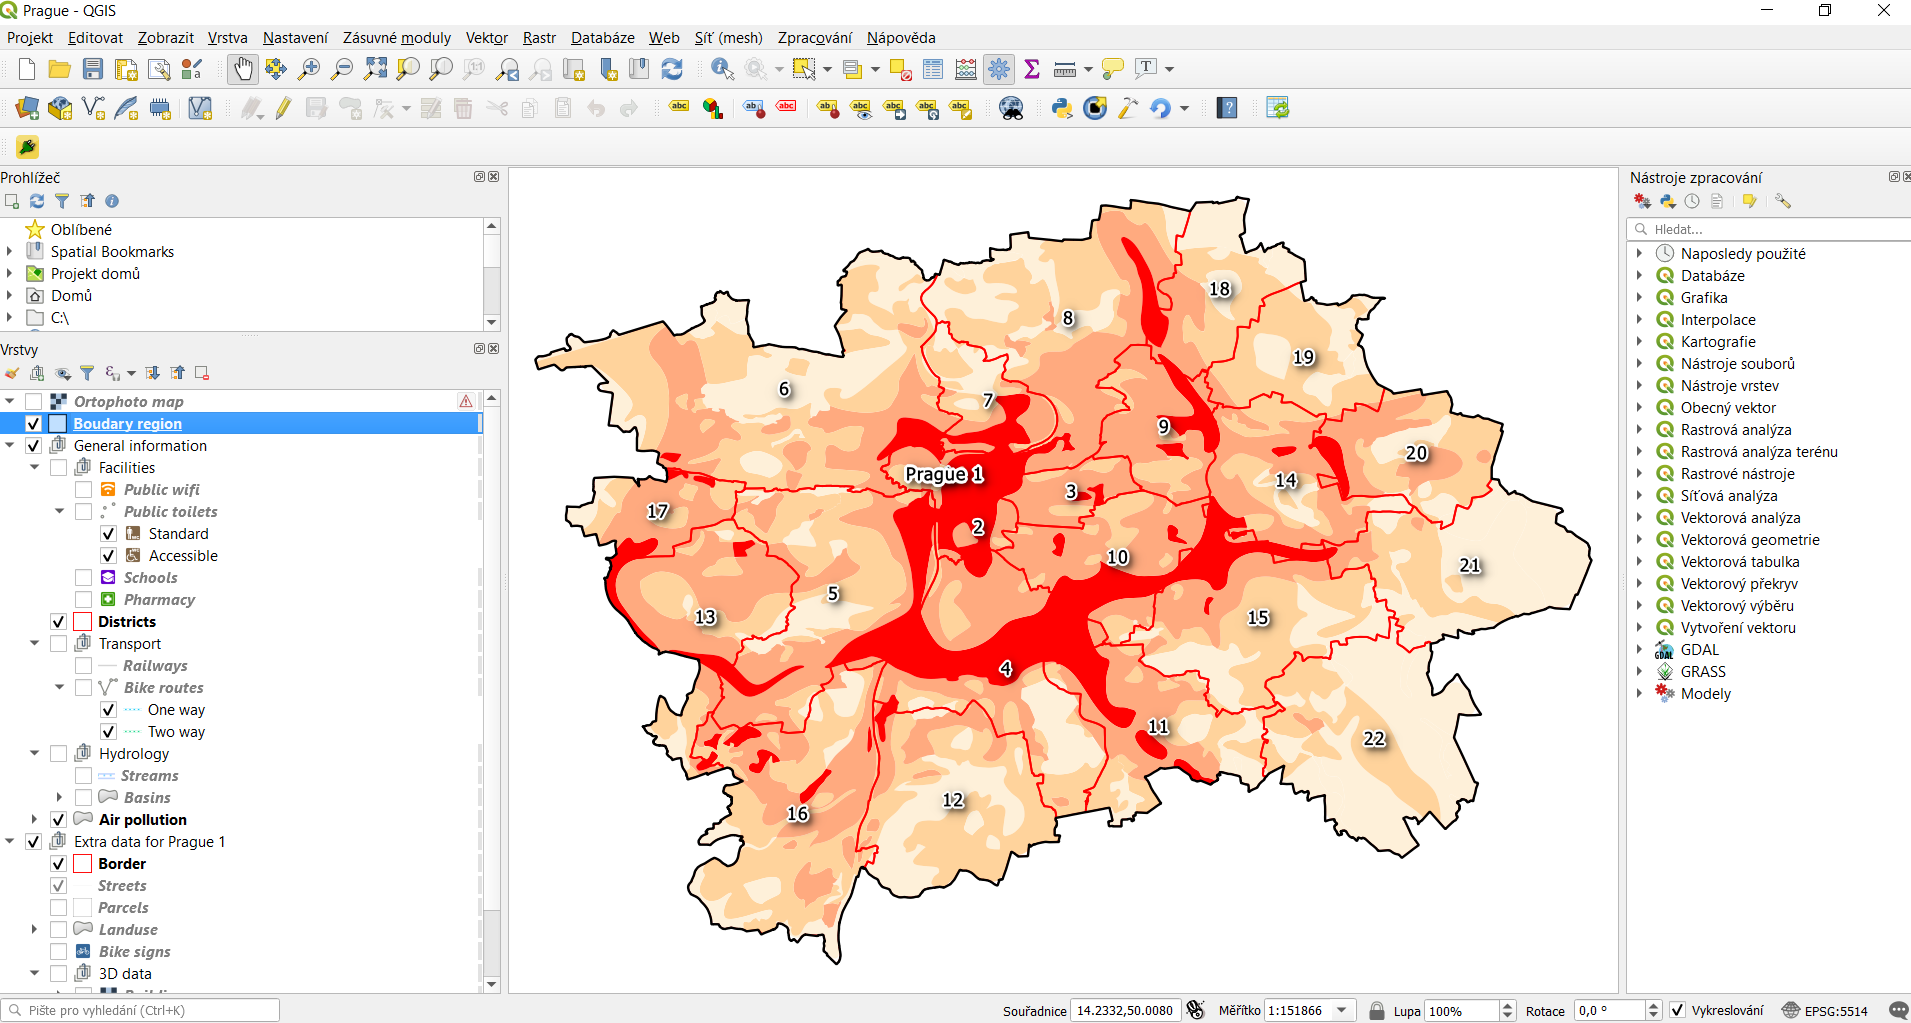 Prague - QGIS
Projekt Editovat Zobrazit Vrstva Nastavení Zásuvné moduly Vektor Rastr Databáze Web Síť (mesh) Zpracování Nápověda
Prohlížeč
Oblíbené
Spatial Bookmarks
Projekt domů
Domů
C:\
Vrstvy
Ortophoto map
Boudary region
General information
Facilities
Public wifi
Public toilets
Standard
Accessible
Schools
Pharmacy
Districts
Transport
Railways
Bike routes
One way
Two way
Hydrology
Streams
Basins
Air pollution
Extra data for Prague 1
Border
Streets
Parcels
Landuse
Bike signs
3D data
18
8
19
6
7
9
20
Prague 1
14
3
17
2
10
21
5
13
15
4
11
22
12
16
Nástroje zpracování
Hledat...
Naposledy použité
Databáze
Grafika
Interpolace
Kartografie
Nástroje souborů
Nástroje vrstev
Obecný vektor
Rastrová analýza
Rastrová analýza terénu
Rastrové nástroje
Síťová analýza
Vektorová analýza
Vektorová geometrie
Vektorová tabulka
Vektorový překryv
Vektorový výběru
Vytvoření vektoru
GDAL
GRASS
Modely
Pište pro vyhledání (Ctrl+K)
Souřadnice 14.2332,50.0080 Měřítko 1:151866 Lupa 100% Rotace 0,0 ° Vykreslování EPSG:5514